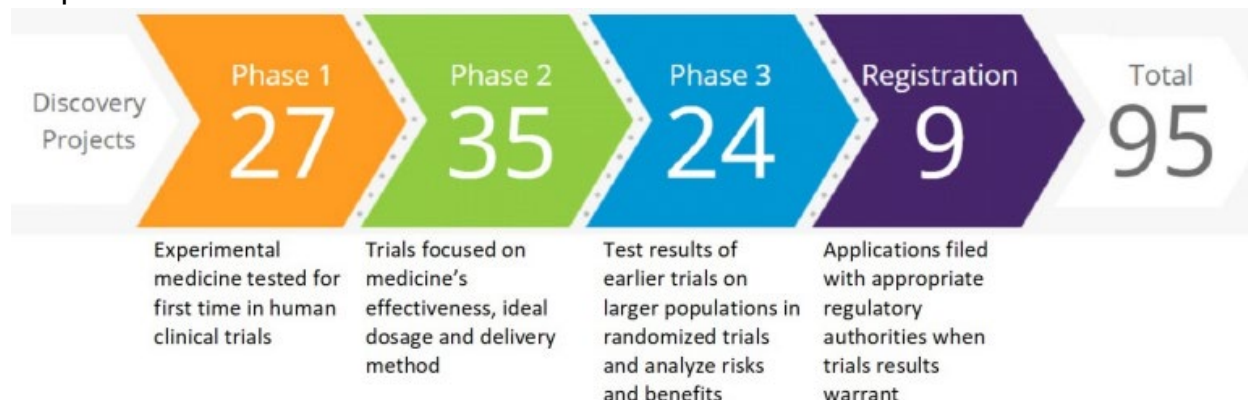 Discovery
Projects
Phase 1
27
Phase 2
35
Phase 3
24
Registration
9
Total
95
Experimental
medicine tested for
first time in human
clinical trials
Trials focused on
medicine's
effectiveness, ideal
dosage and delivery
method
Test results of
earlier trials on
larger populations in
randomized trials
and analyze risks
and benefits
Applications filed
with appropriate
regulatory
authorities when
trials results
warrant